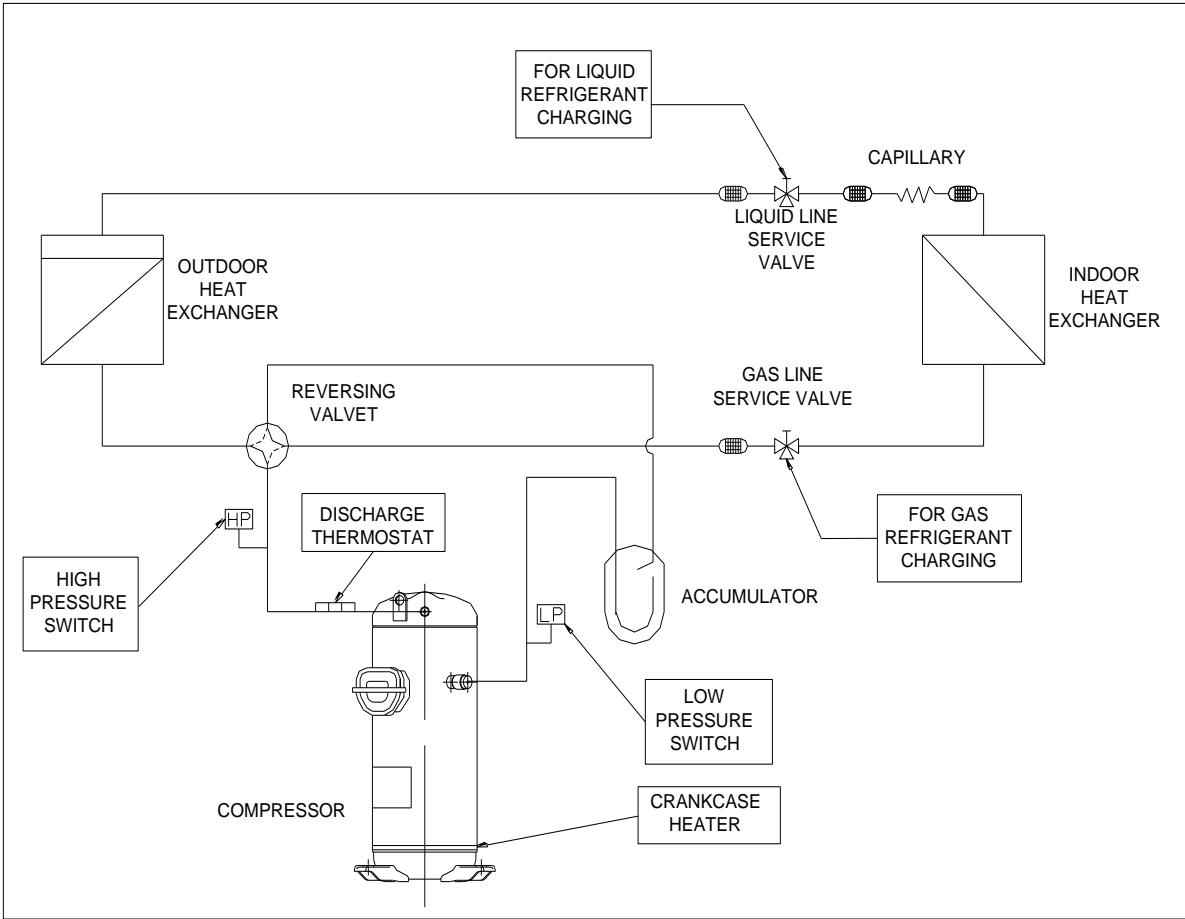 FOR LIQUID
REFRIGERANT
CHARGING
CAPILLARY
LIQUID LINE
SERVICE
VALVE
OUTDOOR
HEAT
EXCHANGER
INDOOR
HEAT
EXCHANGER
REVERSING
VALVET
GAS LINE
SERVICE VALVE
HP
DISCHARGE
THERMOSTAT
FOR GAS
REFRIGERANT
CHARGING
HIGH
PRESSURE
SWITCH
ACCUMULATOR
LP
LOW
PRESSURE
SWITCH
COMPRESSOR
CRANKCASE
HEATER